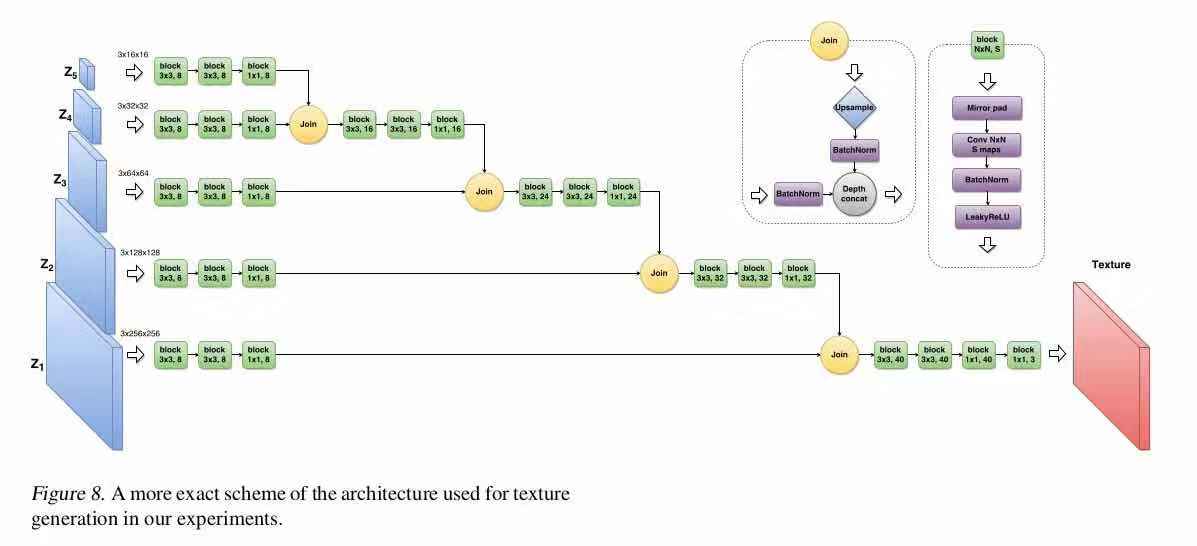 3x16x16
Z5
block 3x3, 8
block 3x3, 8
block 1x1, 8
3x32x32
Z4
block 3x3, 8
block 3x3, 8
block 1x1, 8
Join
block 3x3, 16
block 3x3, 16
block 1x1, 16
3x64x64
Z3
block 3x3, 8
block 3x3, 8
block 1x1, 8
Join
block 3x3, 24
block 3x3, 24
block 1x1, 24
3x128x128
Z2
block 3x3, 8
block 3x3, 8
block 1x1, 8
Join
block 3x3, 32
block 3x3, 32
block 1x1, 32
3x256x256
Z1
block 3x3, 8
block 3x3, 8
block 1x1, 8
Join
block 3x3, 40
block 3x3, 40
block 1x1, 40
block 1x1, 3
Texture
Join
Upsample
BatchNorm
BatchNorm
Depth
concat
block
NxN, S
Mirror pad
Conv NxN
S maps
BatchNorm
LeakyReLU
Figure 8. A more exact scheme of the architecture used for texture
generation in our experiments.